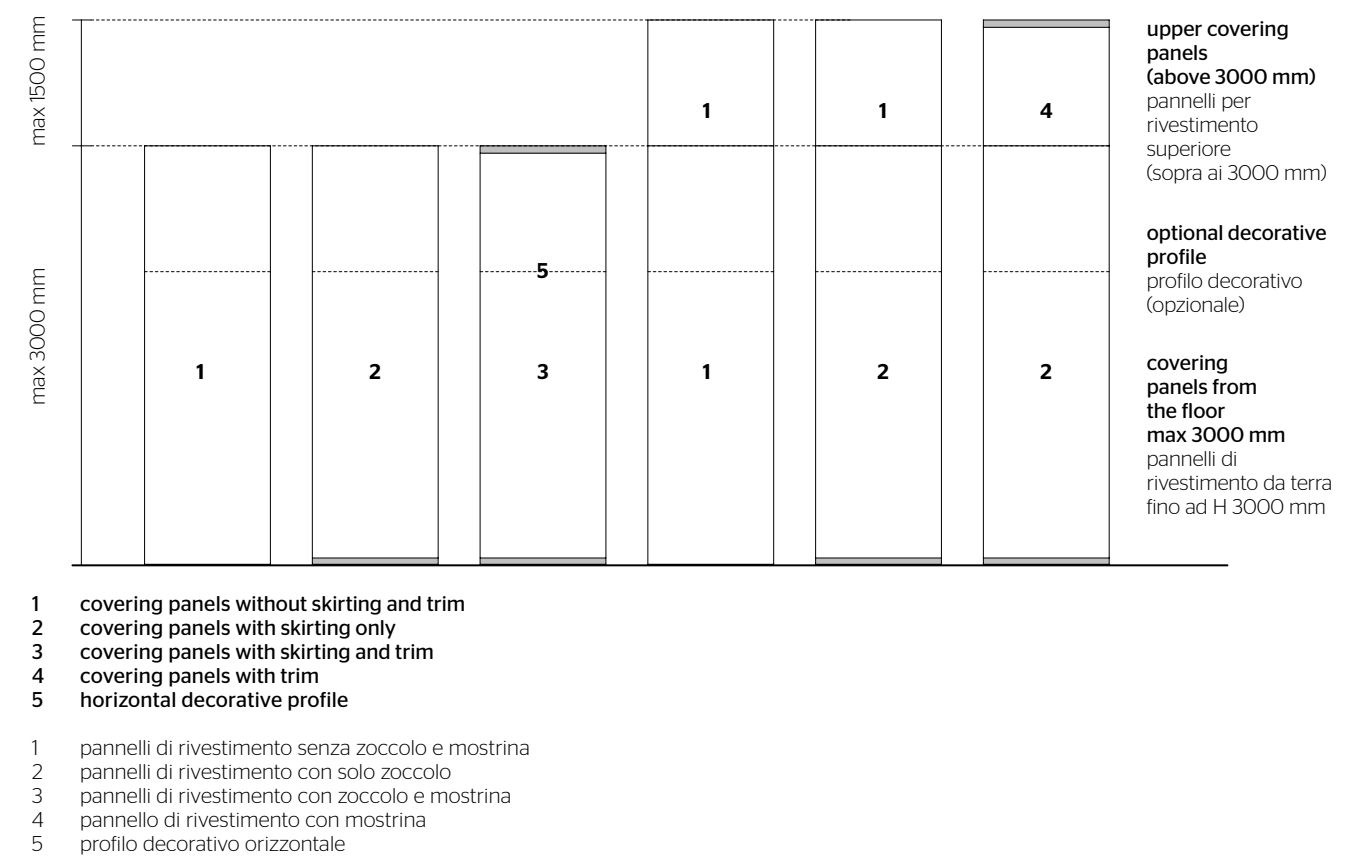 max 1500 mm
max 3000 mm
1 1 4
5
1 2 3 1 2 2
upper covering
panels
(above 3000 mm)
pannelli per
rivestimento
superiore
(sopra ai 3000 mm)
optional decorative
profile
profilo decorativo
(opzionale)
covering
panels from
the floor
max 3000 mm
pannelli di
rivestimento da terra
fino ad H 3000 mm
1 covering panels without skirting and trim
2 covering panels with skirting only
3 covering panels with skirting and trim
4 covering panels with trim
5 horizontal decorative profile
1 pannelli di rivestimento senza zoccolo e mostrina
2 pannelli di rivestimento con solo zoccolo
3 pannelli di rivestimento con zoccolo e mostrina
4 pannello di rivestimento con mostrina
5 profilo decorativo orizzontale